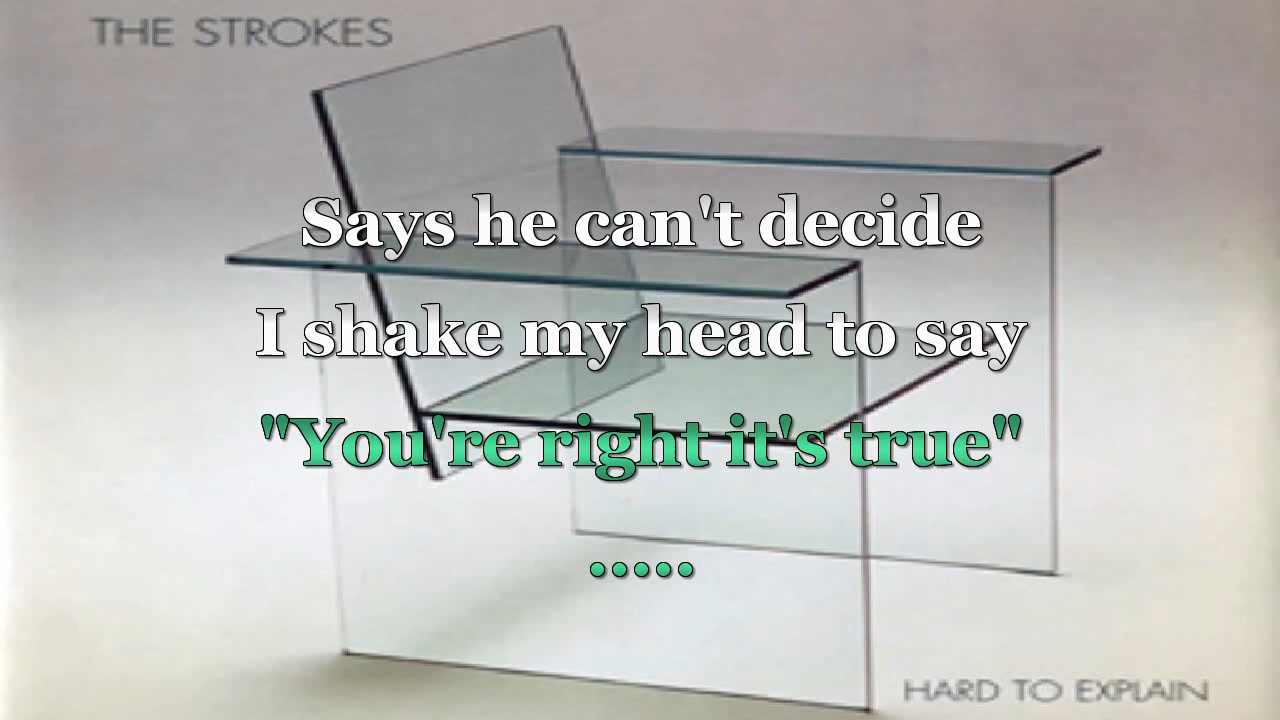 THE STROKES
Says he can't decide
I shake my head to say
"You're right it's true"
.....
HARD TO EXPLAIN